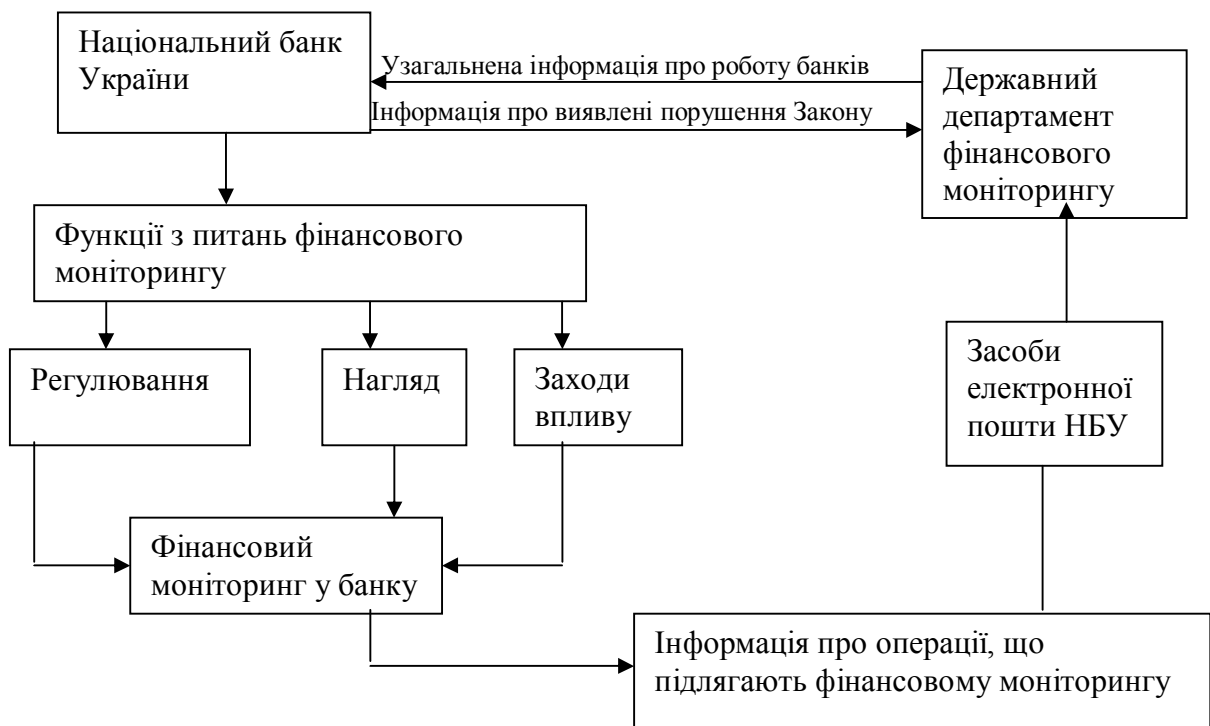 Національний банк
України
Узагальнена інформація про роботу банків
Інформація про виявлені порушення Закону
Державний
департамент
фінансового
моніторингу
Функції з питань фінансового
моніторингу
Регулювання
Нагляд
Заходи
впливу
Засоби
електронної
пошти НБУ
Фінансовий
моніторинг у банку
Інформація про операції, що
підлягають фінансовому моніторингу